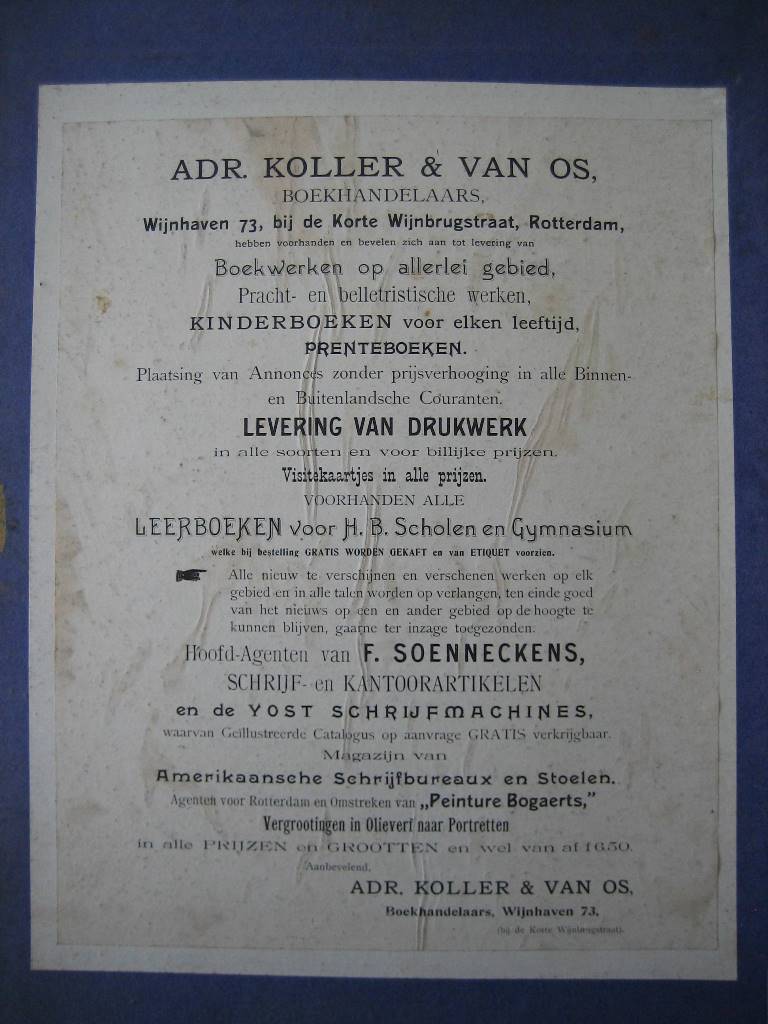 ADR. KOLLER & VAN OS,
BOEKHANDELAARS,
Wijnhaven 73, bij de Korte Wijnbrugstraat, Rotterdam,
hebben voorhanden en bevelen zich aan tot levering van
Boekwerken op allerlei gebied,
Pracht- en belletristische werken,
KINDERBOEKEN voor elken leeftijd,
PRENTEBOEKEN.
Plaatsing van Annonces zonder prijsverhooging in alle Binnen-
en Buitenlandsche Couranten.
LEVERING VAN DRUKWERK
in alle soorten en voor billijke prijzen.
Visitekaartjes in alle prijzen.
VOORHANDEN ALLE
LEERBOEKEN voor H. B. Scholen en Gymnasium
welke bij bestelling GRATIS WORDEN GEKAFT en van ETIQUET voorzien.
Alle nieuw te verschijnen en verschenen werken op elk
gebied en in alle talen worden op verlangen, ten einde goed
van het nieuws op een en ander gebied op de hoogte te
kunnen blijven, gaarne ter inzage toegezonden.
Hoofd-Agenten van F. SOENNECKENS,
SCHRIJF- en KANTOORARTIKELEN
en de YOST SCHRIJFMACHINES,
waarvan Geïllustreerde Catalogus op aanvrage GRATIS verkrijgbaar.
Magazijn van
Amerikaansche Schrijfbureaux en Stoelen.
Agenten voor Rotterdam en Omstreken van „Peinture Bogaerts,"
Vergrootingen in Olieverf naar Portretten
in alle PRIJZEN en GROOTTEN en wel van af f 6.50.
Aanbevelend,
ADR. KOLLER & VAN OS,
Boekhandelaars, Wijnhaven 73,
(bij de Korte Wijnbrugstraat).